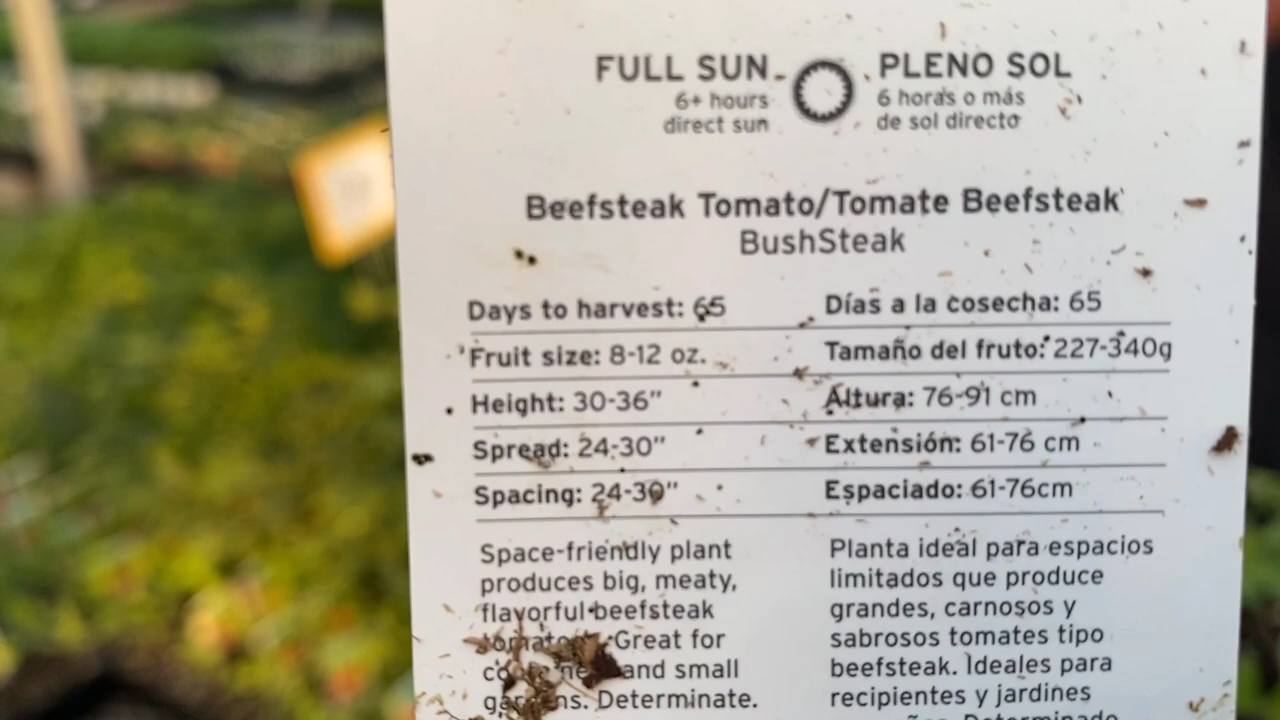 FULL SUN
6+ hours
direct sun
PLENO SOL
6 horas o más
de sol directo
Beefsteak Tomato/Tomate Beefsteak
BushSteak
Days to harvest: 65
Fruit size: 8-12 oz.
Height: 30-36"
Spread: 24-30"
Spacing: 24-30"
Días a la cosecha: 65
Tamaño del fruto: 227-340g
Altura: 76-91 cm
Extensión: 61-76 cm
Espaciado: 61-76cm
Space-friendly plant
produces big, meaty,
flavorful beefsteak
Great for
and small
Determinate.
Planta ideal para espacios
limitados que produce
grandes, carnosos y
sabrosos tomates tipo
beefsteak. Ideales para
recipientes y jardines
Determinado